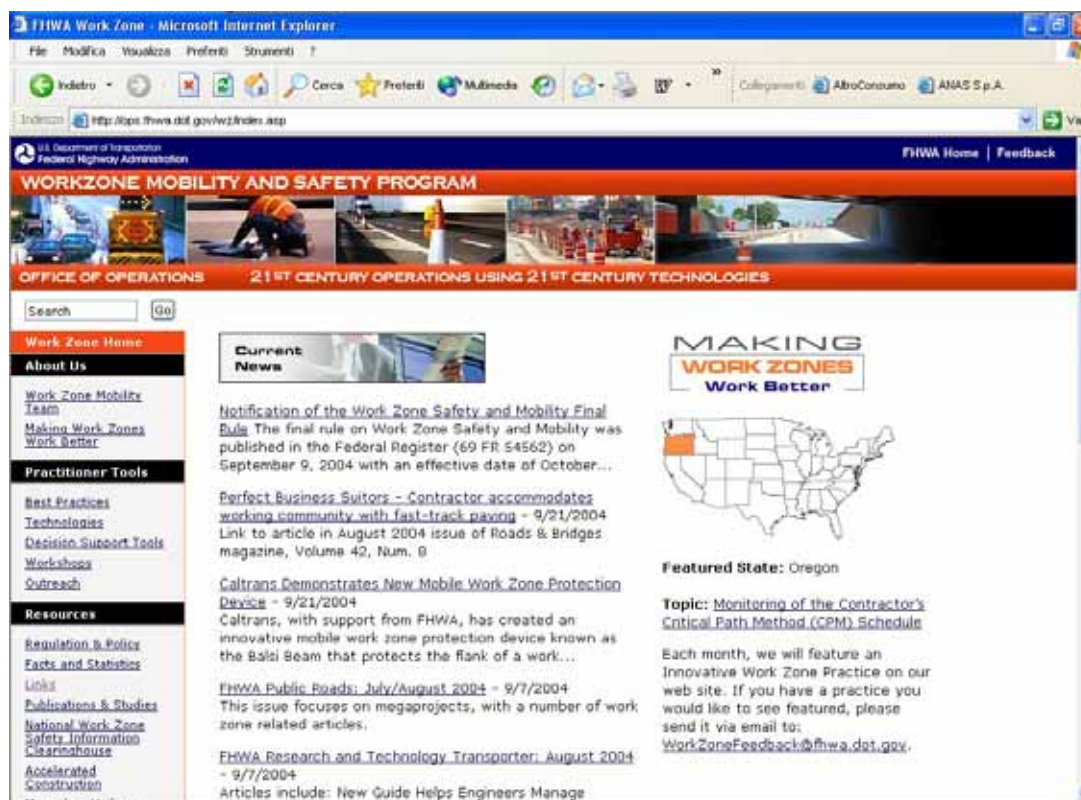 FHWA Work Zone - Microsoft Internet Explorer
File Modifica Visualizza Preferiti Strumenti ?
Indietro Cerca Preferiti Multimedia Collegamenti AltroConsumo ANAS S.p.A.
Indirizzo http://ops.fhwa.dot.gov/wz/index.asp Va
U.S. Department of Transportation
Federal Highway Administration
FHWA Home | Feedback
WORKZONE MOBILITY AND SAFETY PROGRAM
OFFICE OF OPERATIONS 21ST CENTURY OPERATIONS USING 21ST CENTURY TECHNOLOGIES
Search Go
Work Zone Home
About Us
Work Zone Mobility
Team
Making Work Zones
Work Better
Practitioner Tools
Best Practices
Technologies
Decision Support Tools
Workshops
Outreach
Resources
Regulation & Policy
Facts and Statistics
Links
Publications & Studies
National Work Zone
Safety Information
Clearinghouse
Accelerated
Construction
Current
News
Notification of the Work Zone Safety and Mobility Final
Rule The final rule on Work Zone Safety and Mobility was
published in the Federal Register (69 FR 54562) on
September 9, 2004 with an effective date of October...
Perfect Business Suitors - Contractor accommodates
working community with fast-track paving - 9/21/2004
Link to article in August 2004 issue of Roads & Bridges
magazine, Volume 42, Num. 8
Caltrans Demonstrates New Mobile Work Zone Protection
Device - 9/21/2004
Caltrans, with support from FHWA, has created an
innovative mobile work zone protection device known as
the Balsi Beam that protects the flank of a work...
FHWA Public Roads: July/August 2004 - 9/7/2004
This issue focuses on megaprojects, with a number of work
zone related articles.
FHWA Research and Technology Transporter: August 2004
- 9/7/2004
Articles include: New Guide Helps Engineers Manage
MAKING
WORK ZONES
Work Better
Featured State: Oregon
Topic: Monitoring of the Contractor's
Critical Path Method (CPM) Schedule
Each month, we will feature an
Innovative Work Zone Practice on our
web site. If you have a practice you
would like to see featured, please
send it via email to:
WorkZoneFeedback@fhwa.dot.gov.